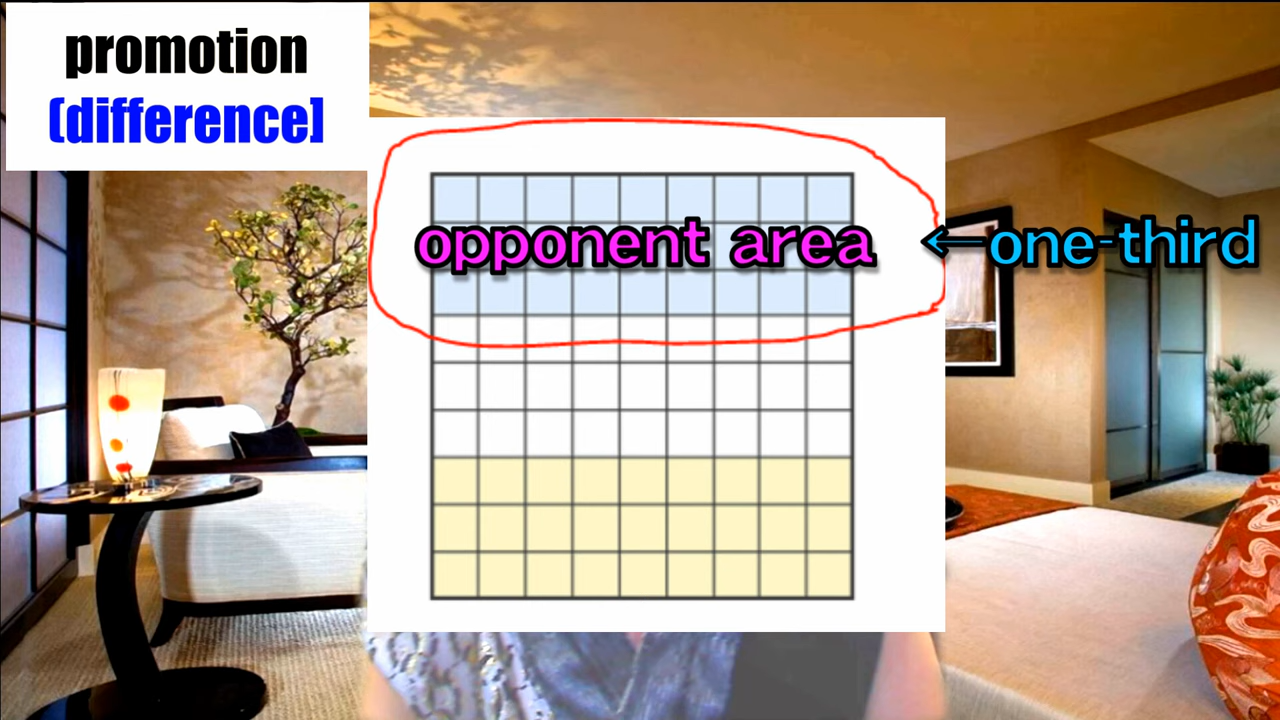 promotion
(difference]
opponent area
←one-third